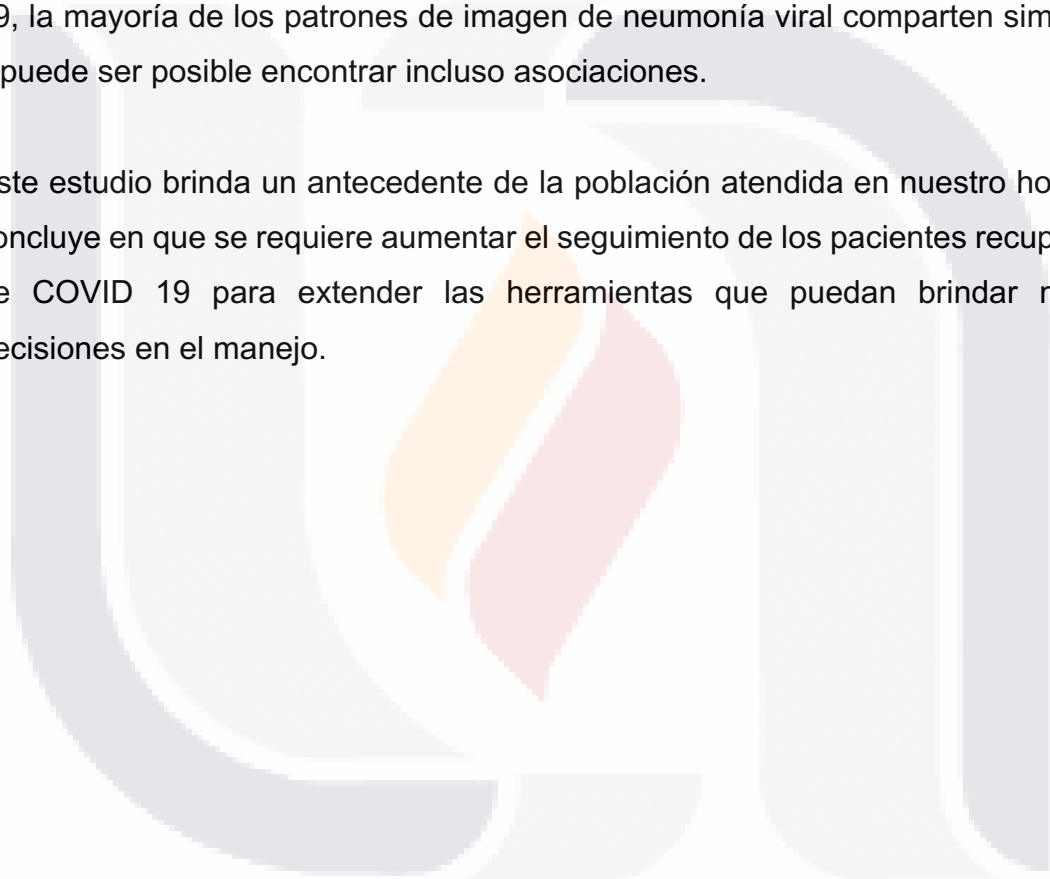 9, la mayoría de los patrones de imagen de neumonía viral comparten sim
puede ser posible encontrar incluso asociaciones.
ste estudio brinda un antecedente de la población atendida en nuestro ho
oncluye en que se requiere aumentar el seguimiento de los pacientes recup
e COVID 19 para extender las herramientas que puedan brindar m
ecisiones en el manejo.